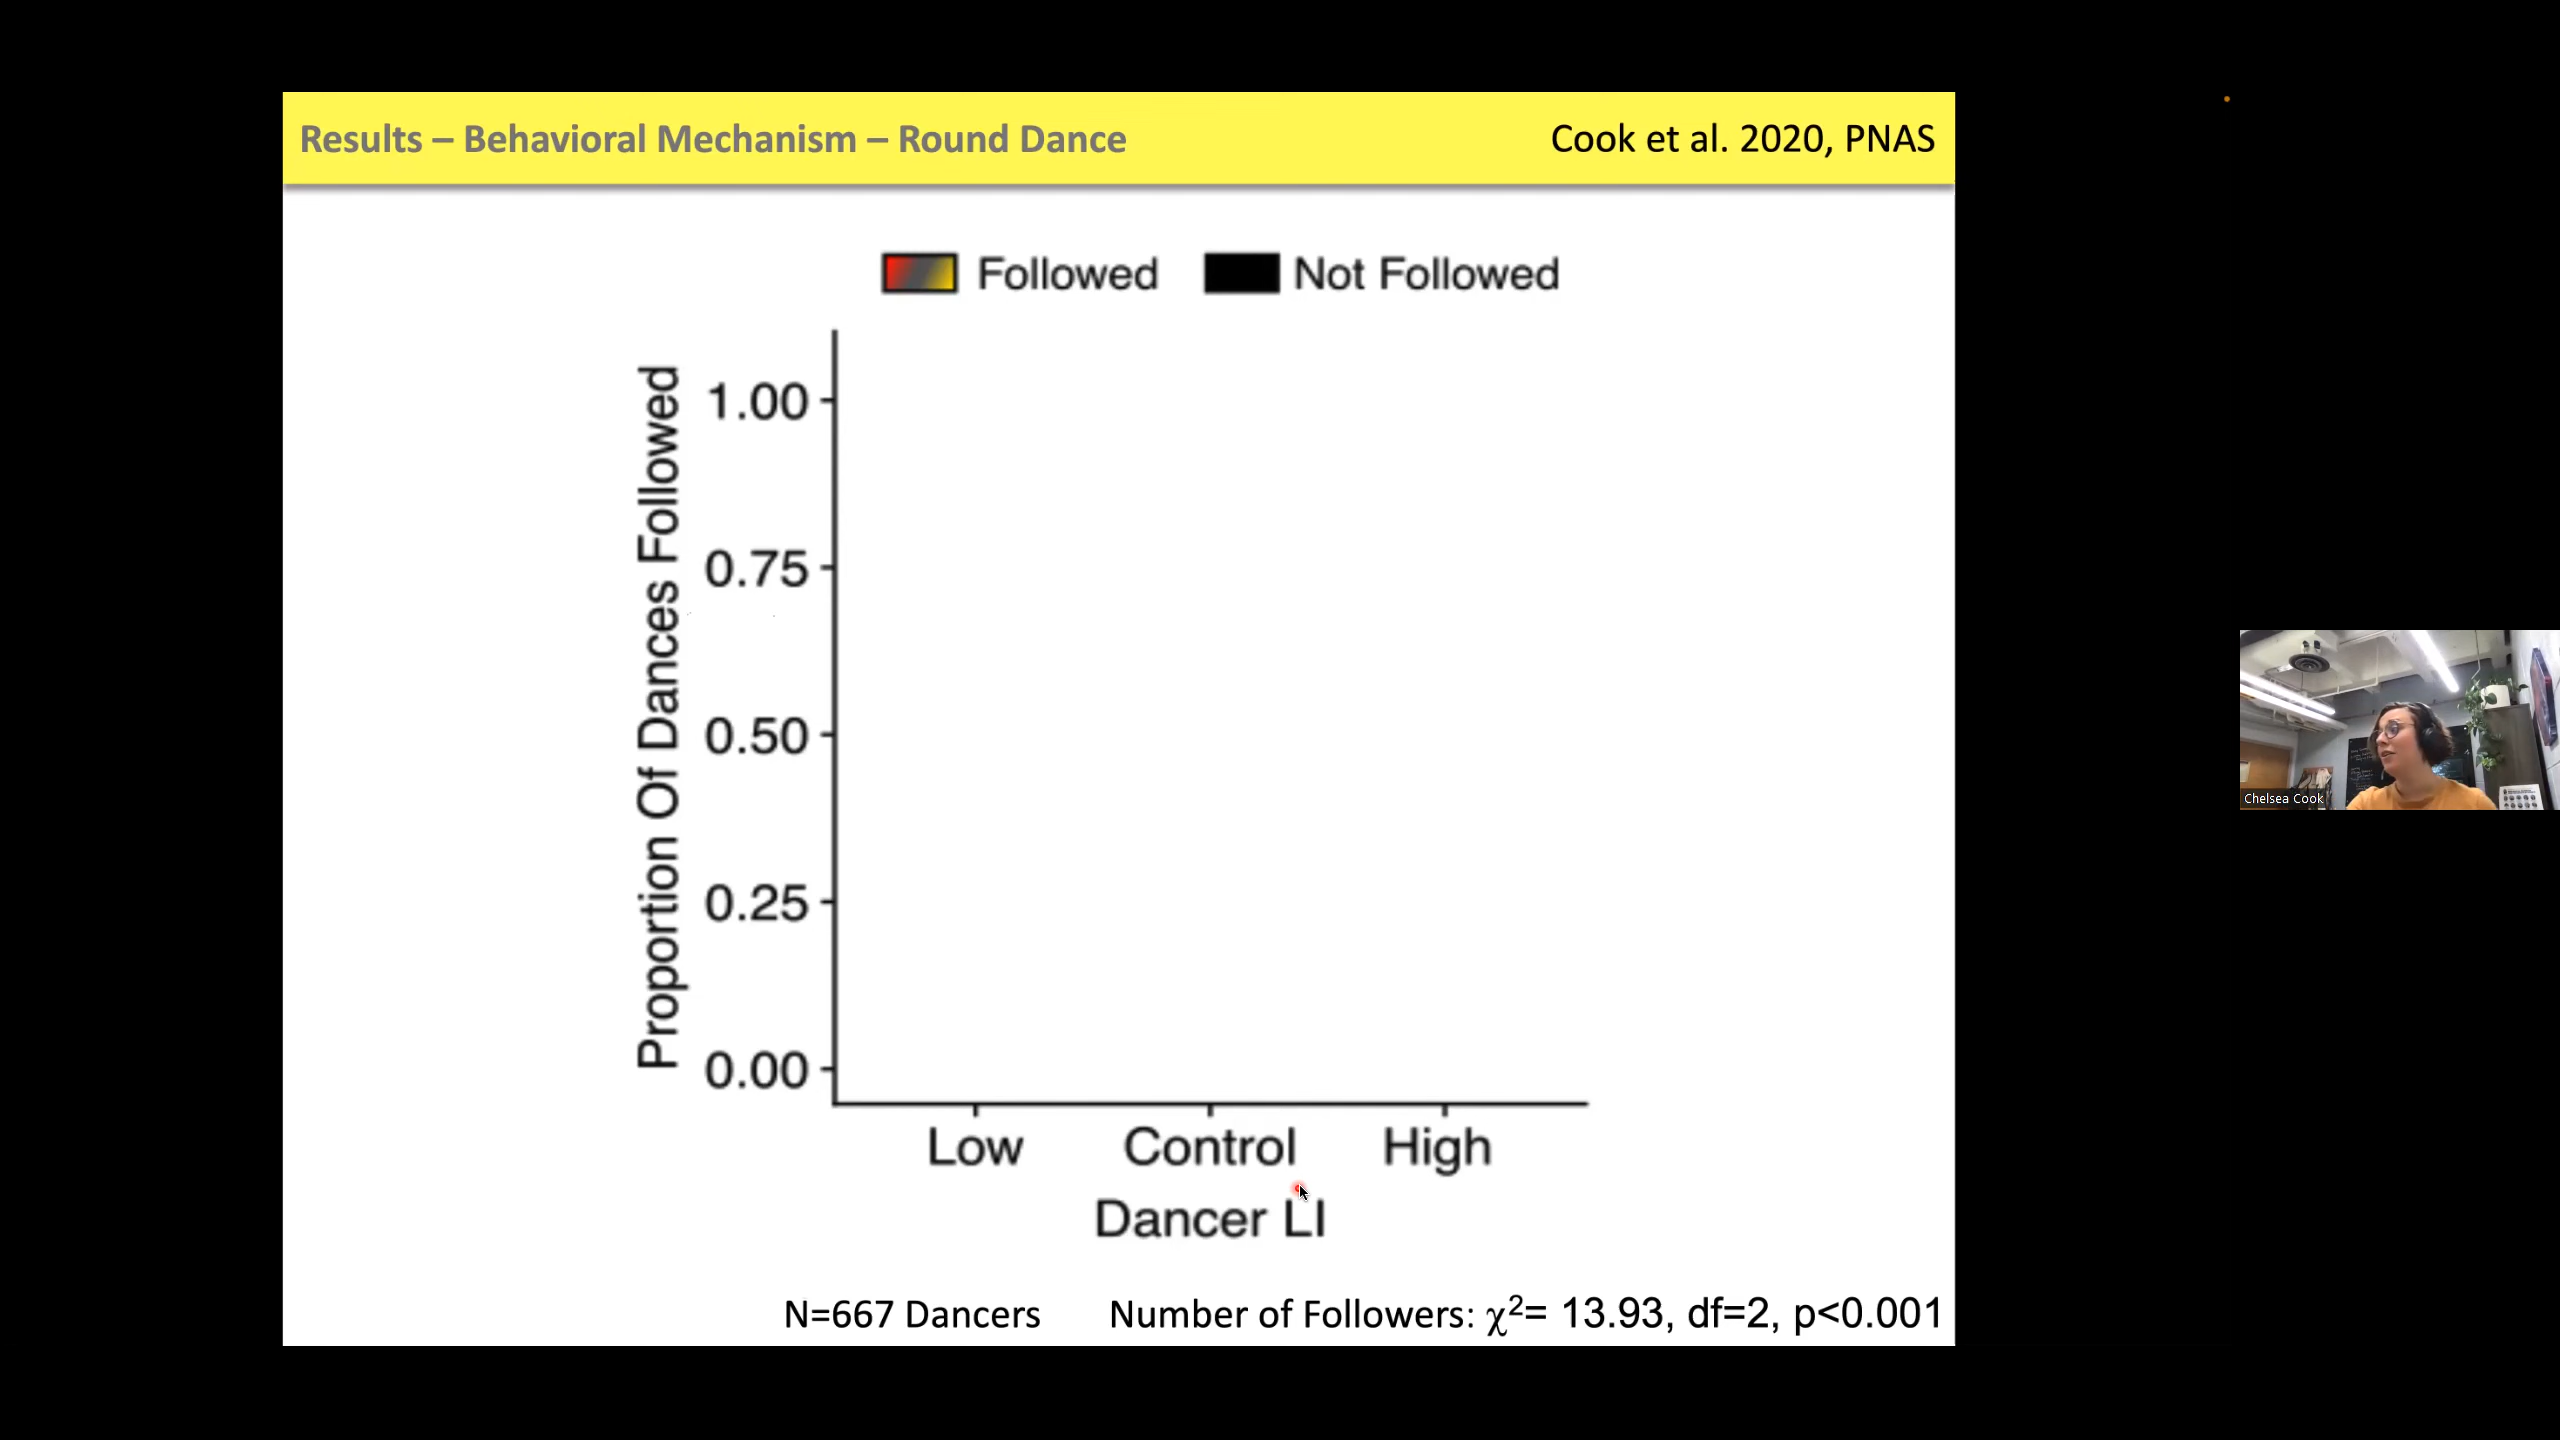 Results – Behavioral Mechanism – Round Dance
Cook et al. 2020, PNAS
Followed
Not Followed
Proportion Of Dances Followed
1.00
0.75
0.50
0.25
0.00
Low
Control
High
Dancer LI
N=667 Dancers
Number of Followers: χ²= 13.93, df=2, p<0.001
Chelsea Cook